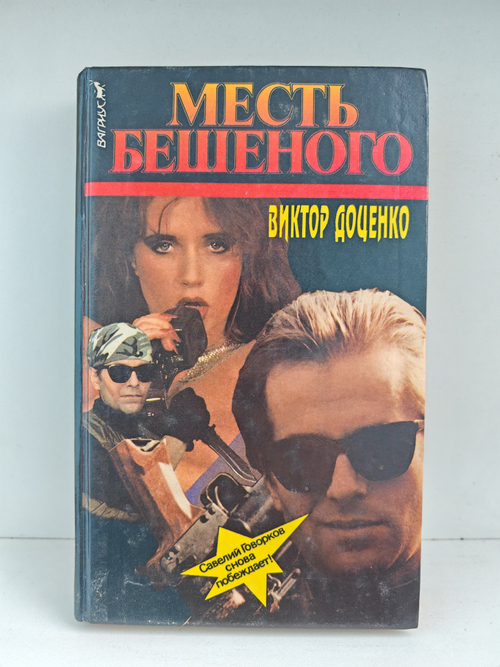 ВАГРИУС
МЕСТЬ
БЕШЕНОГО
ВИКТОР ДОЦЕНКО
Савелий Говорков
снова
побеждает!